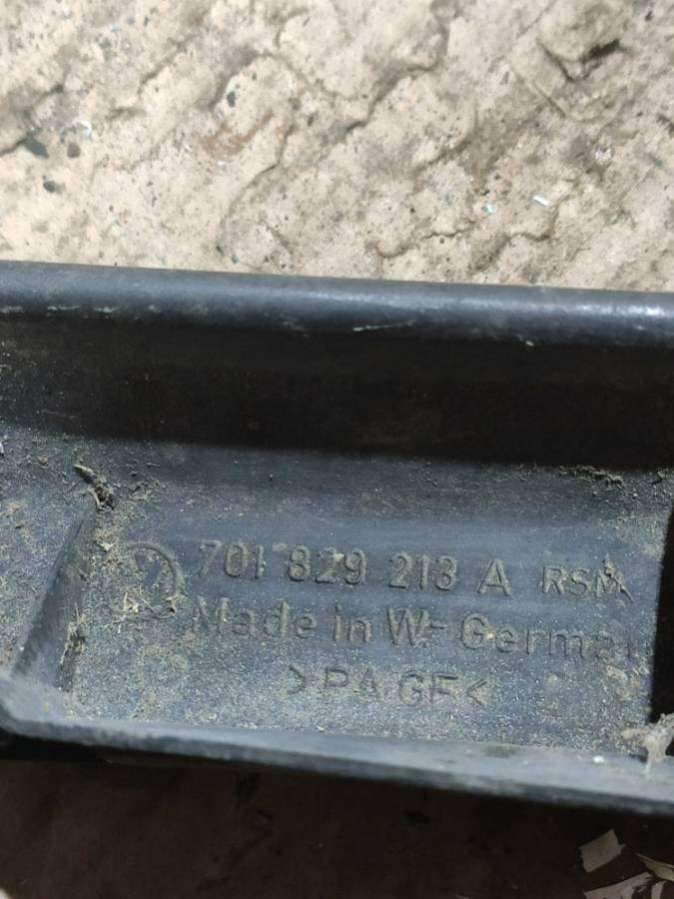 701 829 213 A RSM
Made in W-German
>PA GF<